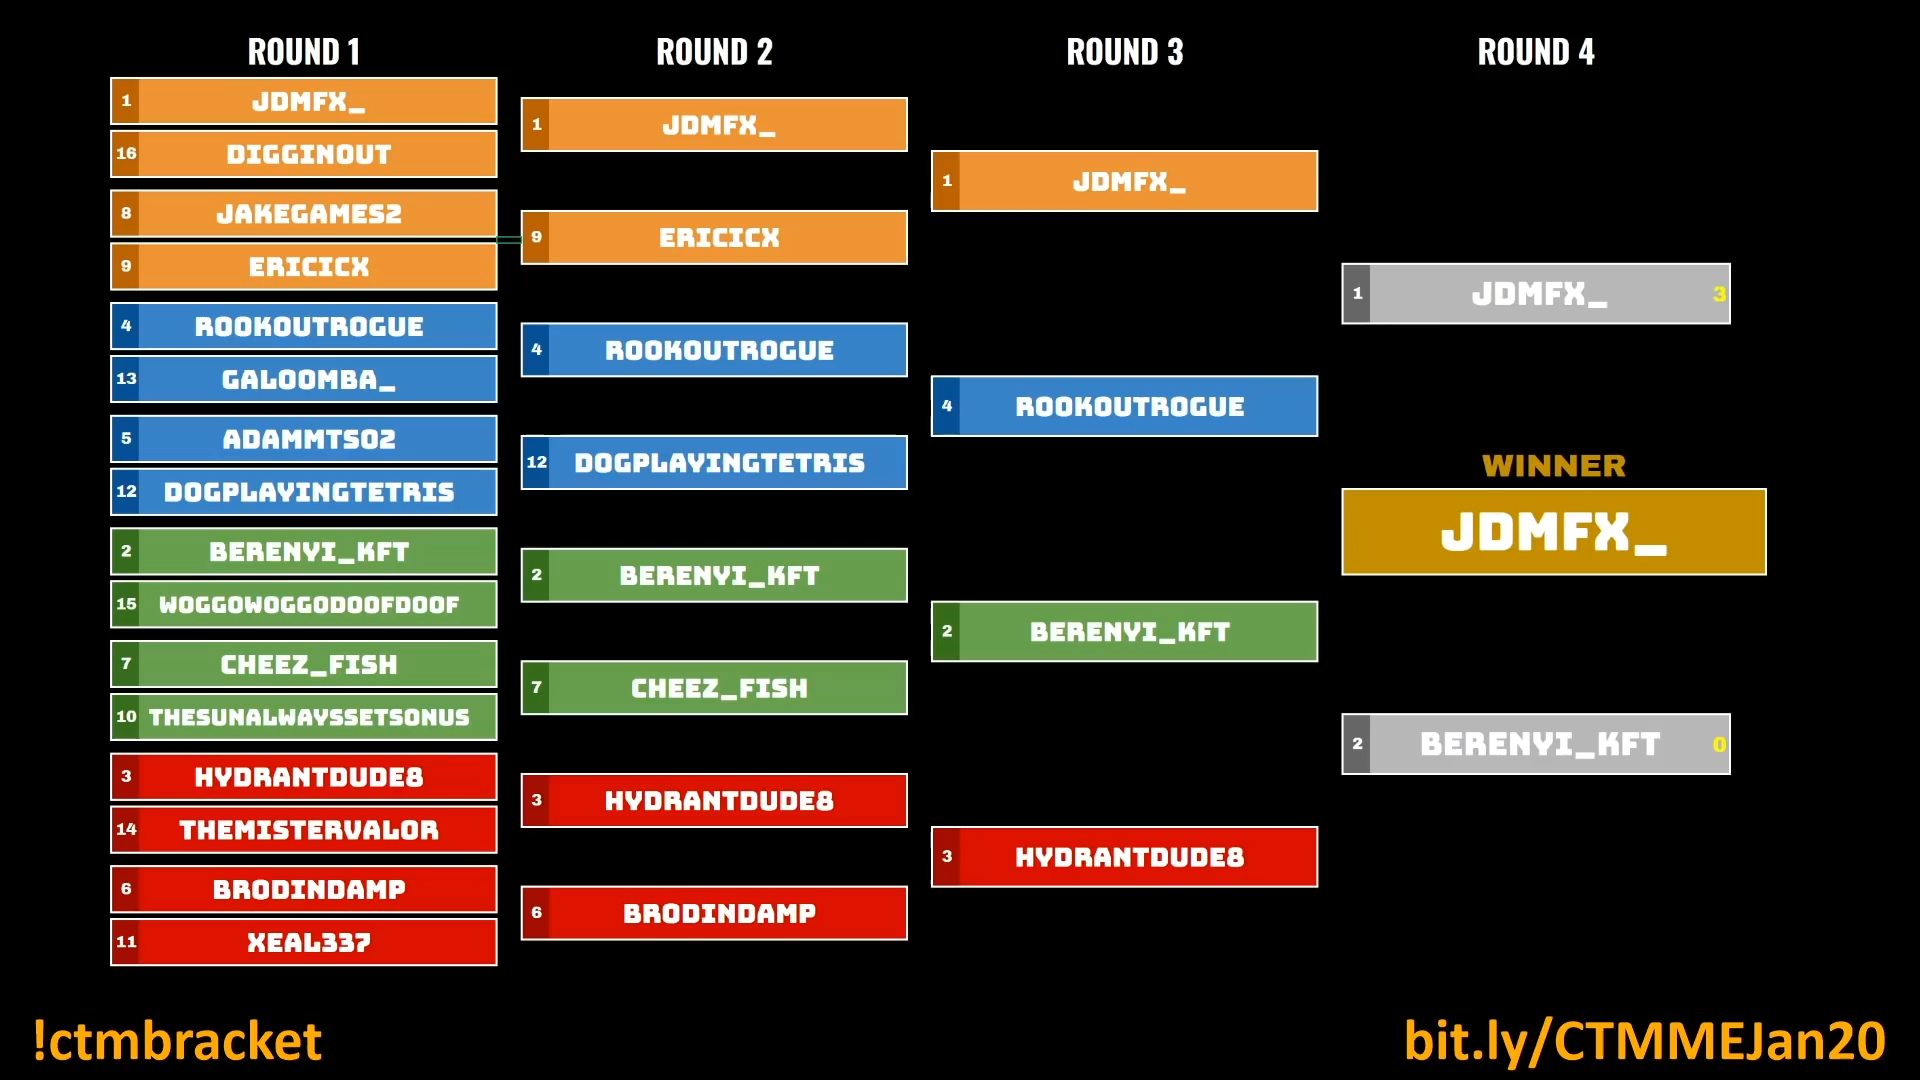 ROUND 1
1 JDMFX_
16 DIGGINOUT
8 JAKEGAMES2
9 ERICICX
4 ROOKOUTROGUE
13 GALOOMBA_
5 ADAMMTS02
12 DOGPLAYINGTETRIS
2 BERENYI_KFT
15 WOGGOWOGGODOOFDOOF
7 CHEEZ_FISH
10 THESUNALWAYSSETSONUS
3 HYDRANTDUDE8
14 THEMISTERVALOR
6 BRODINDAMP
11 XEAL337
ROUND 2
1 JDMFX_
9 ERICICX
4 ROOKOUTROGUE
12 DOGPLAYINGTETRIS
2 BERENYI_KFT
7 CHEEZ_FISH
3 HYDRANTDUDE8
6 BRODINDAMP
ROUND 3
1 JDMFX_
4 ROOKOUTROGUE
2 BERENYI_KFT
3 HYDRANTDUDE8
ROUND 4
1 JDMFX_ 3
WINNER
JDMFX_
2 BERENYI_KFT 0
!ctmbracket
bit.ly/CTMMEJan20